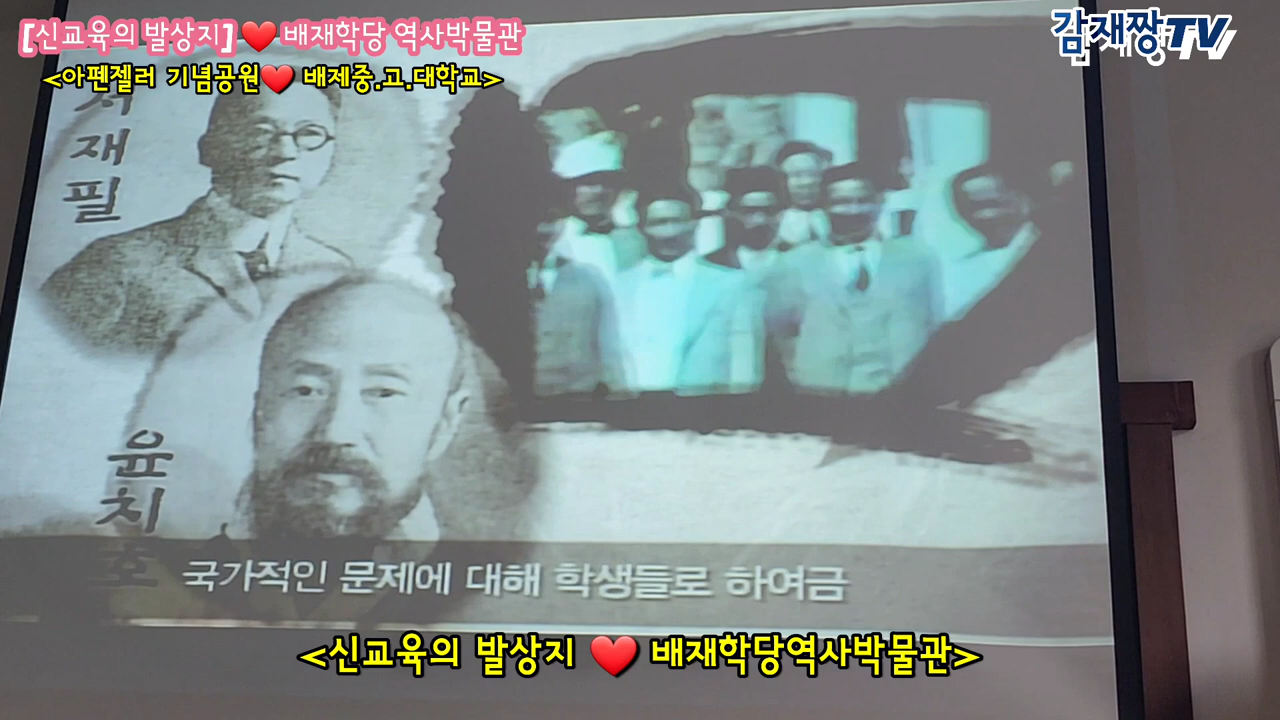 [신교육의 발상지]❤️배재학당 역사박물관
<아펜젤러 기념공원❤️ 배제중.고.대학교>
감재짱TV
서재필
윤치호
국가적인 문제에 대해 학생들로 하여금
<신교육의 발상지 ❤️ 배재학당역사박물관>